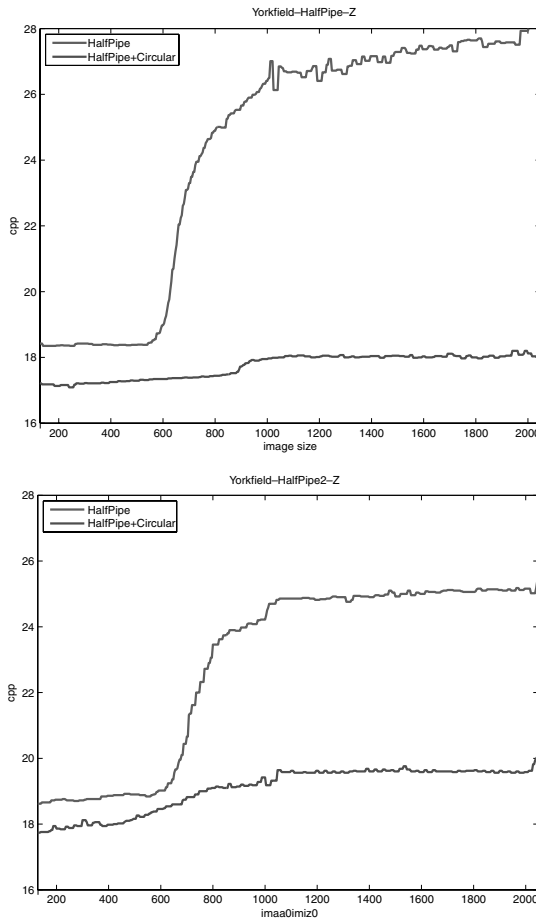 Yorkfield–HalfPipe–Z
28
HalfPipe
HalfPipe+Circular
26
24
cpp
22
20
18
16
200 400 600 800 1000 1200 1400 1600 1800 2000
image size
Yorkfield–HalfPipe2–Z
28
HalfPipe
HalfPipe+Circular
26
24
cpp
22
20
18
16
200 400 600 800 1000 1200 1400 1600 1800 2000
imaa0imiz0